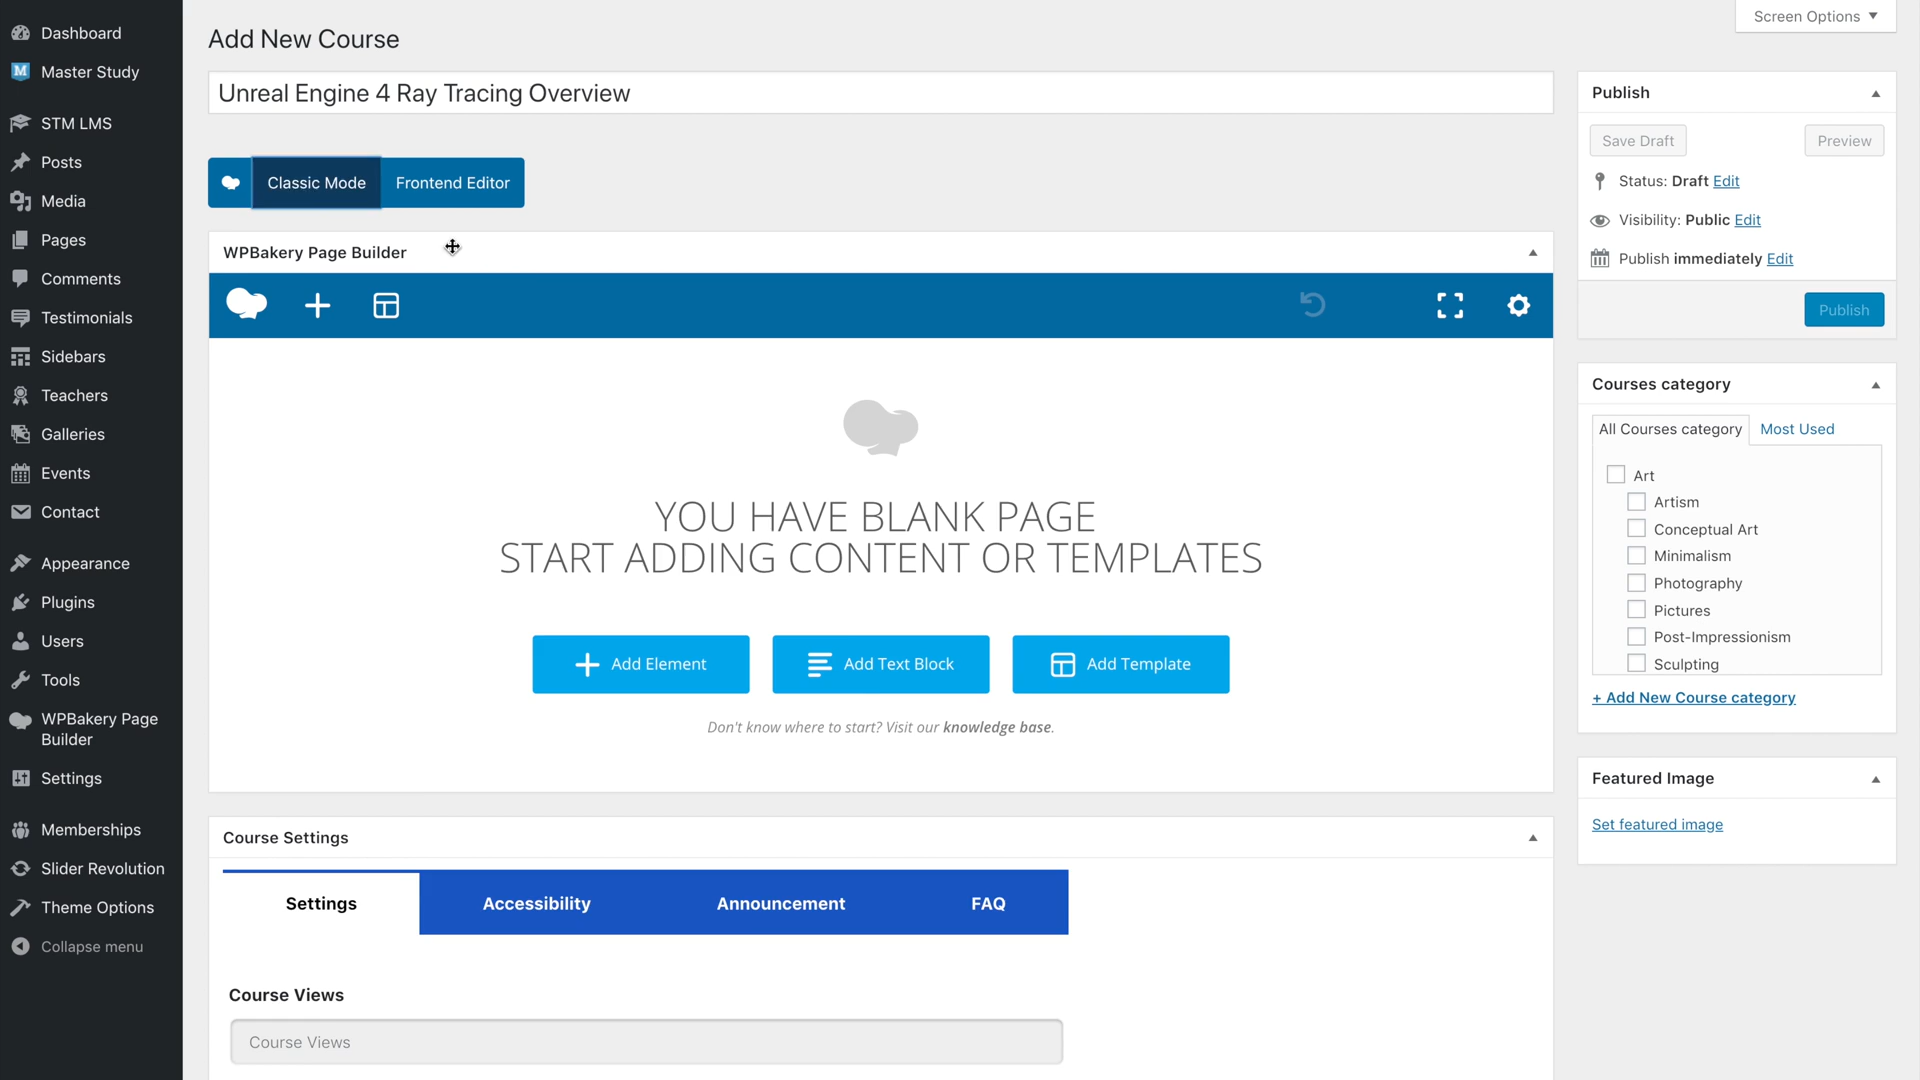 Dashboard
Master Study
STM LMS
Posts
Media
Pages
Comments
Testimonials
Sidebars
Teachers
Galleries
Events
Contact
Appearance
Plugins
Users
Tools
WPBakery Page
Builder
Settings
Memberships
Slider Revolution
Theme Options
Collapse menu
Screen Options
Add New Course
Unreal Engine 4 Ray Tracing Overview
Classic Mode
Frontend Editor
WPBakery Page Builder
YOU HAVE BLANK PAGE
START ADDING CONTENT OR TEMPLATES
Add Element
Add Text Block
Add Template
Don't know where to start? Visit our knowledge base.
Course Settings
Settings
Accessibility
Announcement
FAQ
Course Views
Course Views
Publish
Save Draft
Preview
Status: Draft Edit
Visibility: Public Edit
Publish immediately Edit
Publish
Courses category
All Courses category
Most Used
Art
Artism
Conceptual Art
Minimalism
Photography
Pictures
Post-Impressionism
Sculpting
+ Add New Course category
Featured Image
Set featured image